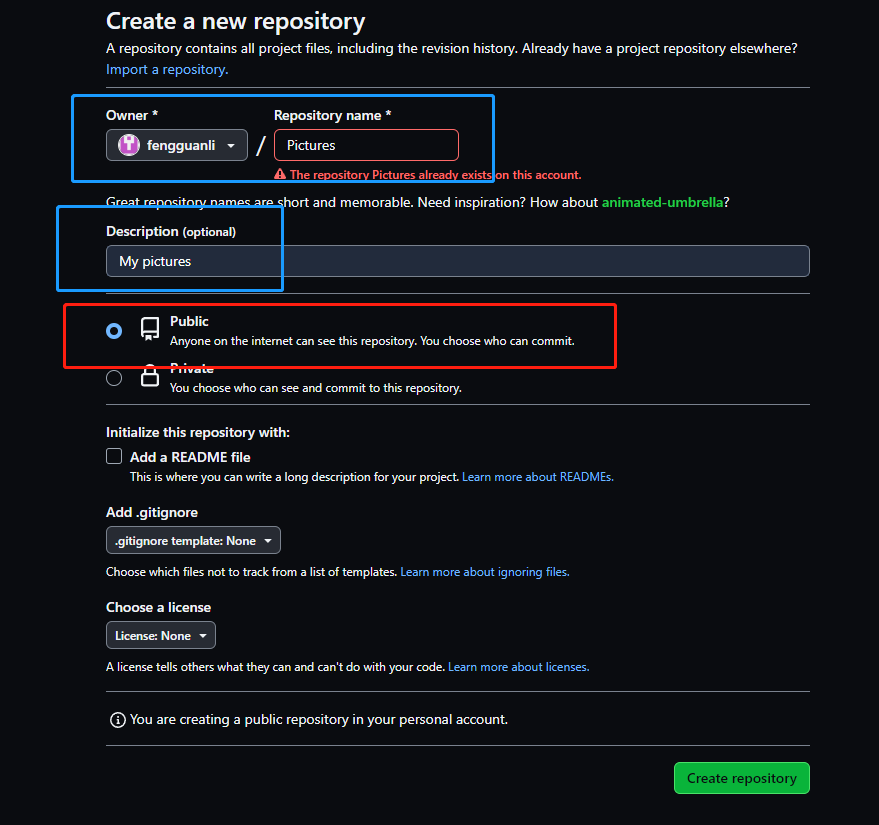 Create a new repository
A repository contains all project files, including the revision history. Already have a project repository elsewhere?
Import a repository.
Owner * Repository name *
fengguanli / Pictures
The repository Pictures already exists on this account.
Great repository names are short and memorable. Need inspiration? How about animated-umbrella?
Description (optional)
My pictures
Public
Anyone on the internet can see this repository. You choose who can commit.
Private
You choose who can see and commit to this repository.
Initialize this repository with:
Add a README file
This is where you can write a long description for your project. Learn more about READMEs.
Add .gitignore
.gitignore template: None
Choose which files not to track from a list of templates. Learn more about ignoring files.
Choose a license
License: None
A license tells others what they can and can't do with your code. Learn more about licenses.
You are creating a public repository in your personal account.
Create repository